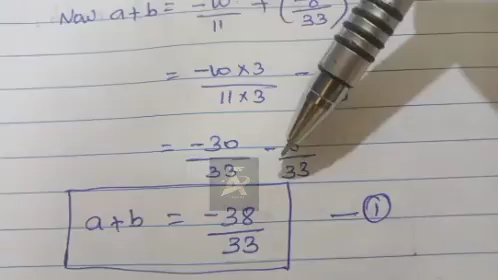 Now a+b = -10/11 + (-8/33)
= -10×3/11×3 -
= -30/33 - 8/33
a+b = -38/33 — ①